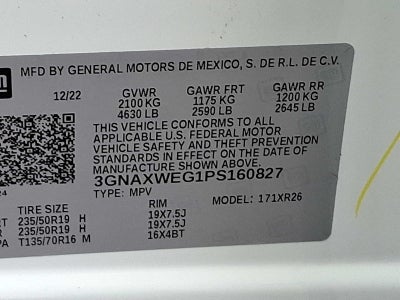 MFD BY GENERAL MOTORS DE MEXICO, S. DE R.L. DE C.V.
12/22 GVWR GAWR FRT GAWR RR
2100 KG 1175 KG 1200 KG
4630 LB 2590 LB 2645 LB
THIS VEHICLE CONFORMS TO ALL
APPLICABLE U.S. FEDERAL MOTOR
VEHICLE SAFETY AND THEFT PREVENTION
STANDARDS IN EFFECT ON THE DATE OF
MANUFACTURE SHOWN ABOVE.
3GNAXWEG1PS160827
TYPE: MPV MODEL: 171XR26
TIRE SIZE RIM
RT 235/50R19 H 19X7.5J
235/50R19 H 19X7.5J
PA T135/70R16 M 16X4BT